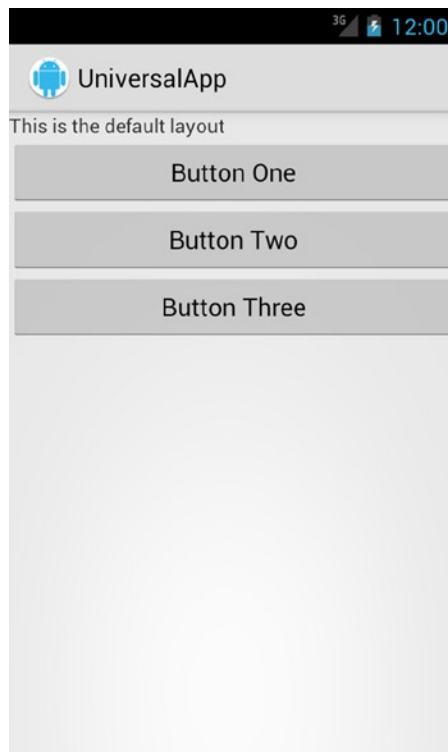 3G 12:00
UniversalApp
This is the default layout
Button One
Button Two
Button Three